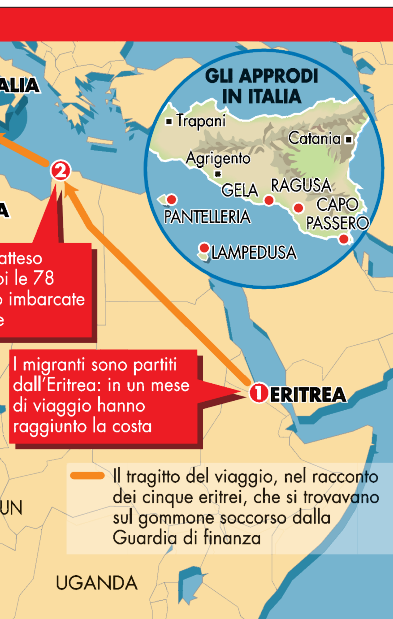 GLI APPRODI
IN ITALIA
ALIA
Trapani
Catania
Agrigento
GELA
RAGUSA
CAPO
PASSERO
PANTELLERIA
LAMPEDUSA
2
A
atteso
oi le 78
o imbarcate
e
I migranti sono partiti
dall'Eritrea: in un mese
di viaggio hanno
raggiunto la costa
1 ERITREA
Il tragitto del viaggio, nel racconto
dei cinque eritrei, che si trovavano
sul gommone soccorso dalla
Guardia di finanza
UN
UGANDA